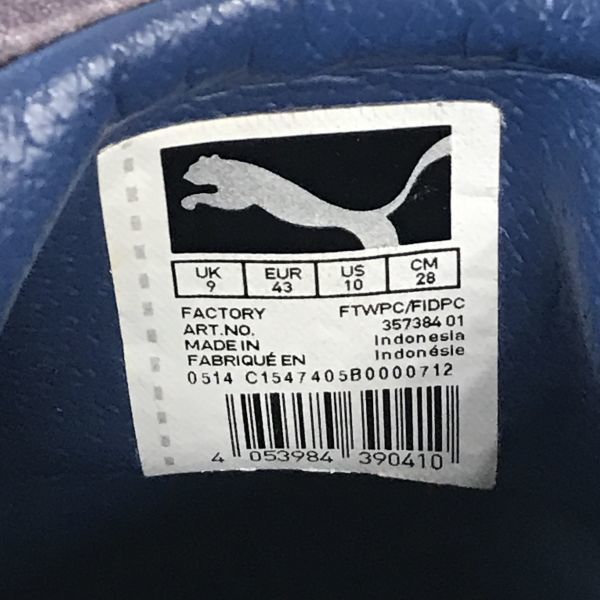 UK EUR US CM
9 43 10 28
FACTORY FTWPC/FIDPC
ART.NO. 357384 01
MADE IN Indonesia
FABRIQUÉ EN Indonésie
0514 C1547405B0000712
4 053984 390410